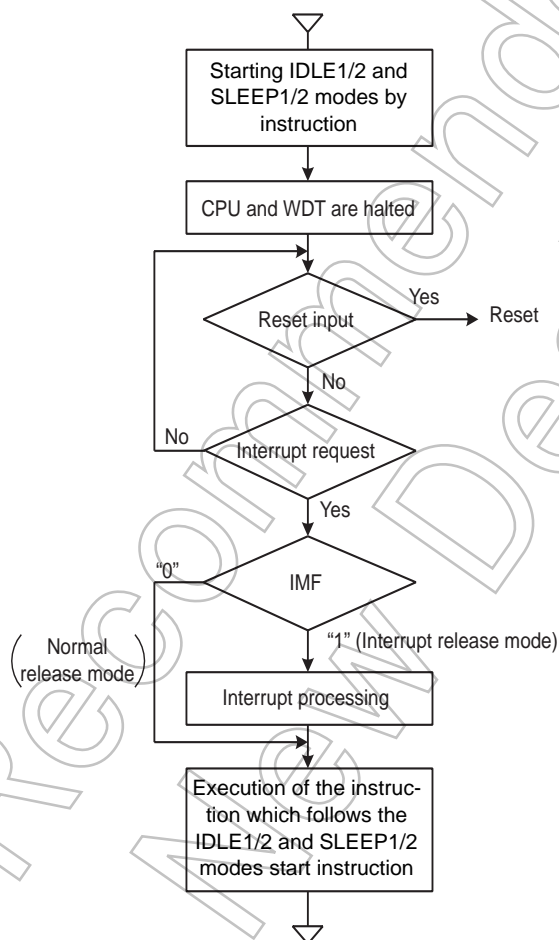 Starting IDLE1/2 and
SLEEP1/2 modes by
instruction
CPU and WDT are halted
Reset input
Yes
Reset
No
Interrupt request
No
Yes
IMF
“0”
(Normal
release mode)
“1” (Interrupt release mode)
Interrupt processing
Execution of the instruc-
tion which follows the
IDLE1/2 and SLEEP1/2
modes start instruction